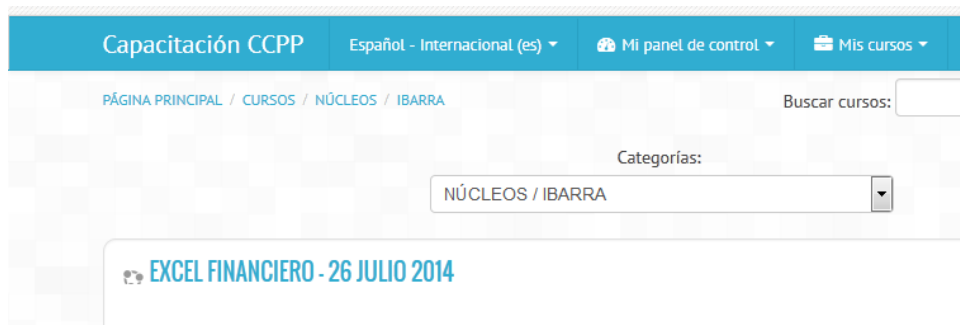 Capacitación CCPP Español - Internacional (es) Mi panel de control Mis cursos
PÁGINA PRINCIPAL / CURSOS / NÚCLEOS / IBARRA Buscar cursos:
Categorías:
NÚCLEOS / IBARRA
EXCEL FINANCIERO - 26 JULIO 2014